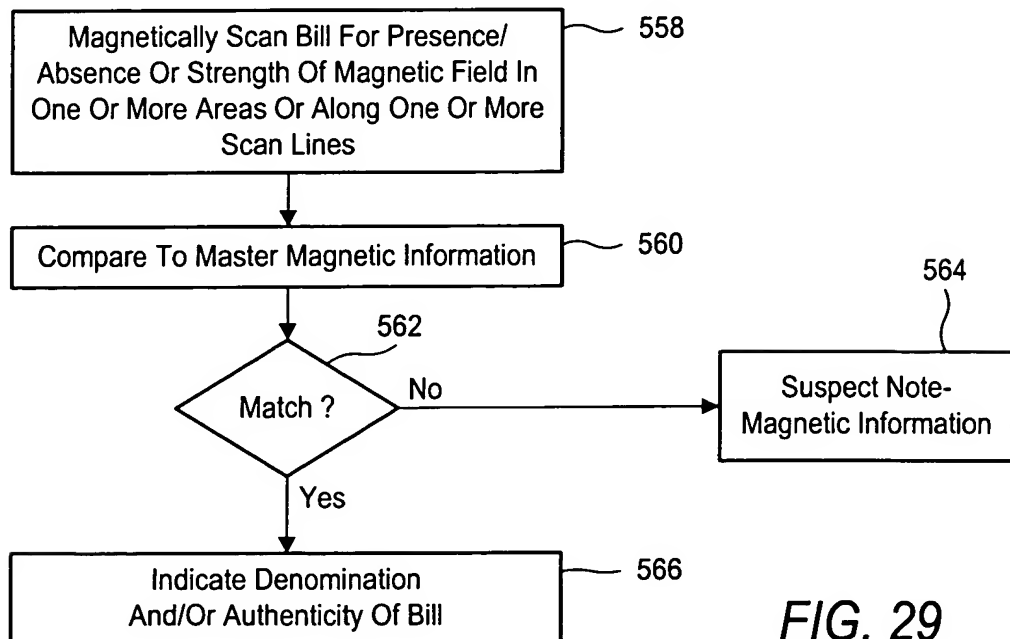 Magnetically Scan Bill For Presence/
Absence Or Strength Of Magnetic Field In
One Or More Areas Or Along One Or More
Scan Lines
558
Compare To Master Magnetic Information
560
562
Match ?
No
564
Suspect Note-
Magnetic Information
Yes
Indicate Denomination
And/Or Authenticity Of Bill
566
FIG. 29